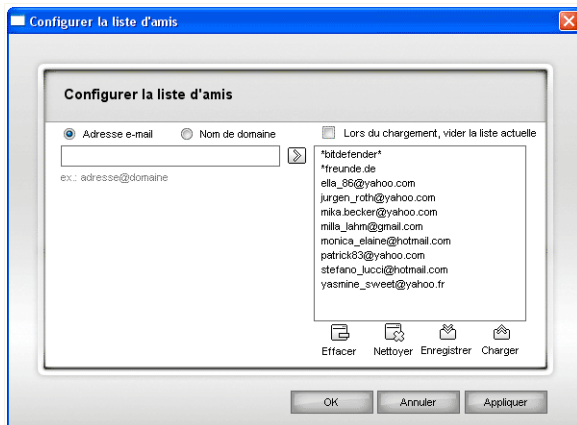 Configurer la liste d'amis
Configurer la liste d'amis
Adresse e-mail
Nom de domaine
ex.: adresse@domaine
Lors du chargement, vider la liste actuelle
*bitdefender*
*freunde.de
ella_86@yahoo.com
jurgen_roth@yahoo.com
mika.becker@yahoo.com
milla_lahm@gmail.com
monica_elaine@hotmail.com
patrick83@yahoo.com
stefano_lucci@hotmail.com
yasmine_sweet@yahoo.fr
Effacer Nettoyer Enregistrer Charger
OK Annuler Appliquer